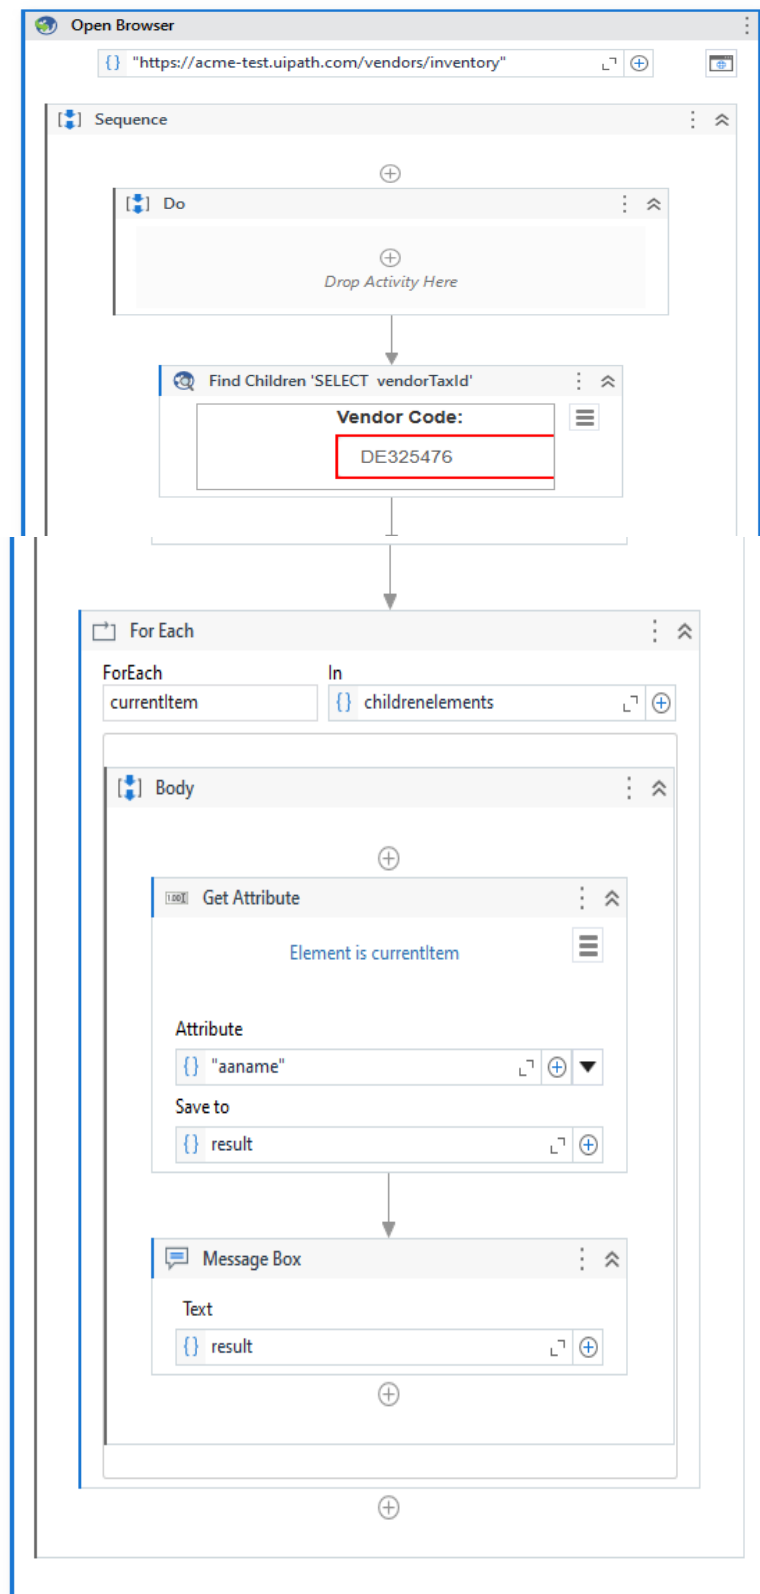 Open Browser
"https://acme-test.uipath.com/vendors/inventory"
Sequence
Do
Drop Activity Here
Find Children 'SELECT vendorTaxId'
Vendor Code:
DE325476
For Each
ForEach In
currentItem {} childrenelements
Body
Get Attribute
Element is currentItem
Attribute
{} "aaname"
Save to
{} result
Message Box
Text
{} result